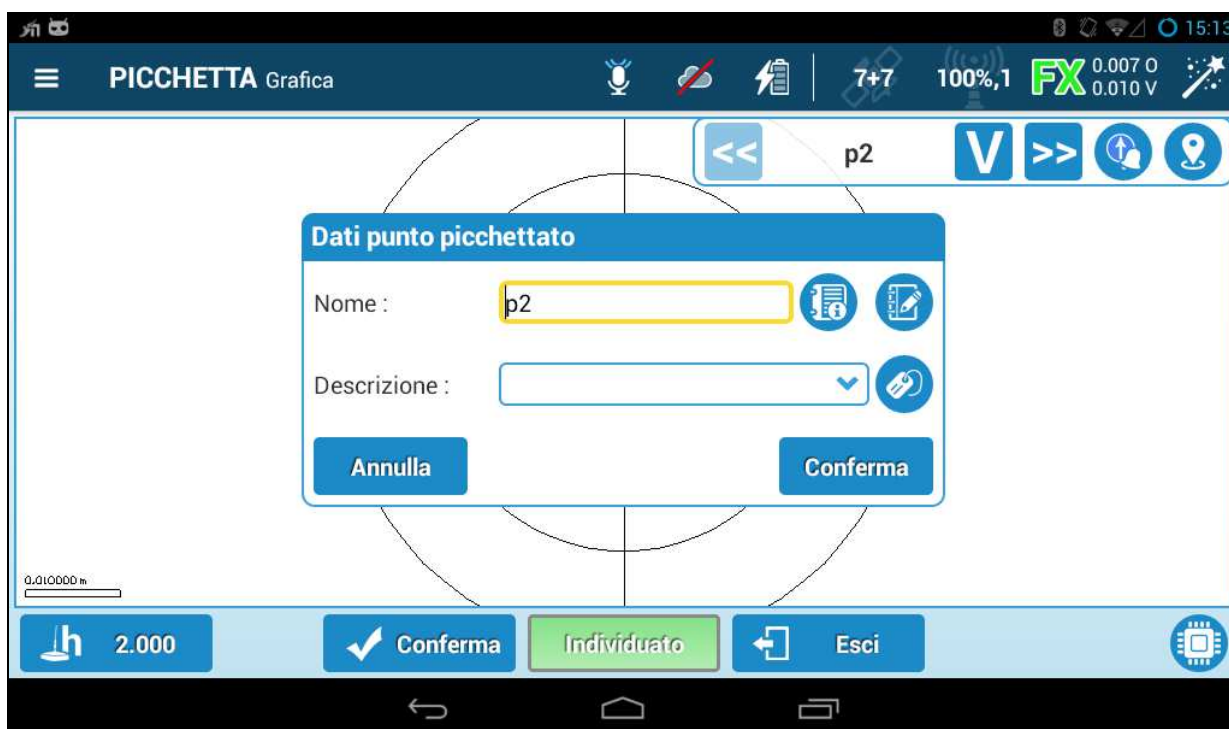 15:13
PICCHETTA Grafica
7+7
100%,1
FX
0.007 O
0.010 V
<<
p2
V
>>
Dati punto picchettato
Nome :
p2
Descrizione :
Annulla
Conferma
0.010000 m
h
2.000
Conferma
Individuato
Esci